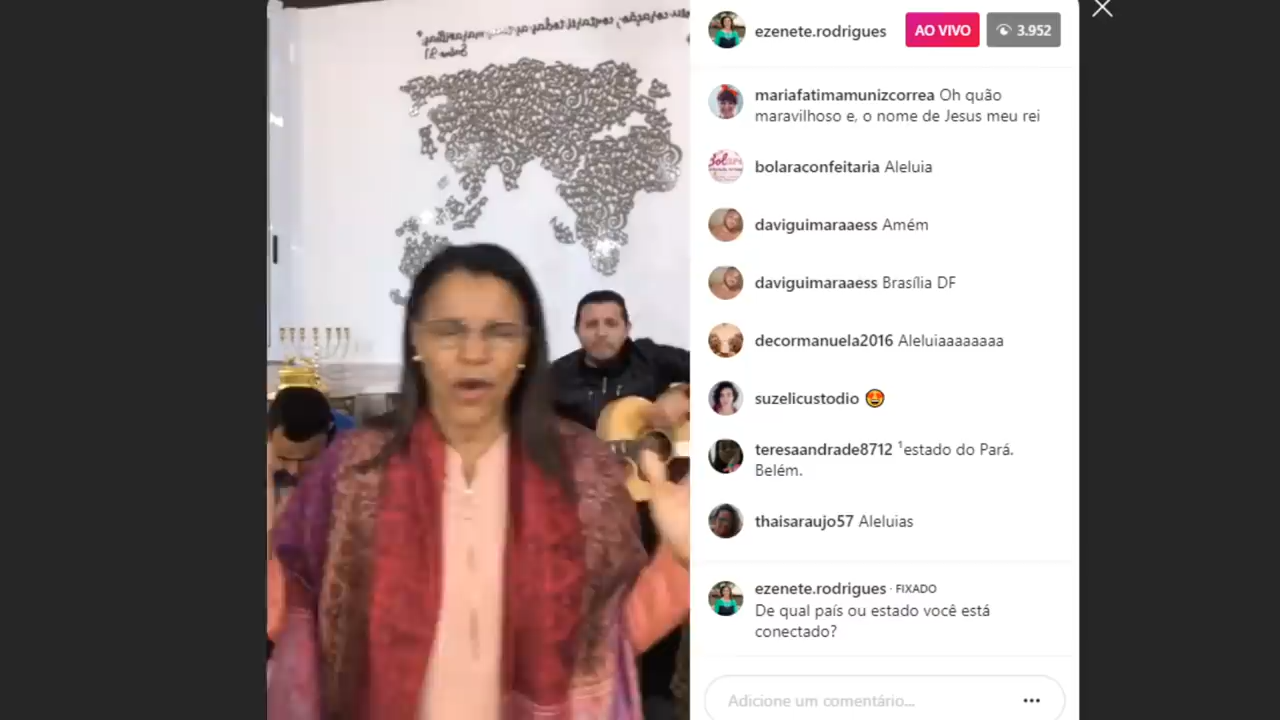 ezenete.rodrigues AO VIVO 3.952
mariafatimamunizcorrea Oh quão
maravilhoso e, o nome de Jesus meu rei
bolaraconfeitaria Aleluia
daviguimaraaess Amém
daviguimaraaess Brasília DF
decormanuela2016 Aleluiaaaaaaaa
suzelicustodio 😍
teresaandrade8712 ¹estado do Pará.
Belém.
thaisaraujo57 Aleluias
ezenete.rodrigues · FIXADO
De qual país ou estado você está
conectado?
Adicione um comentário...